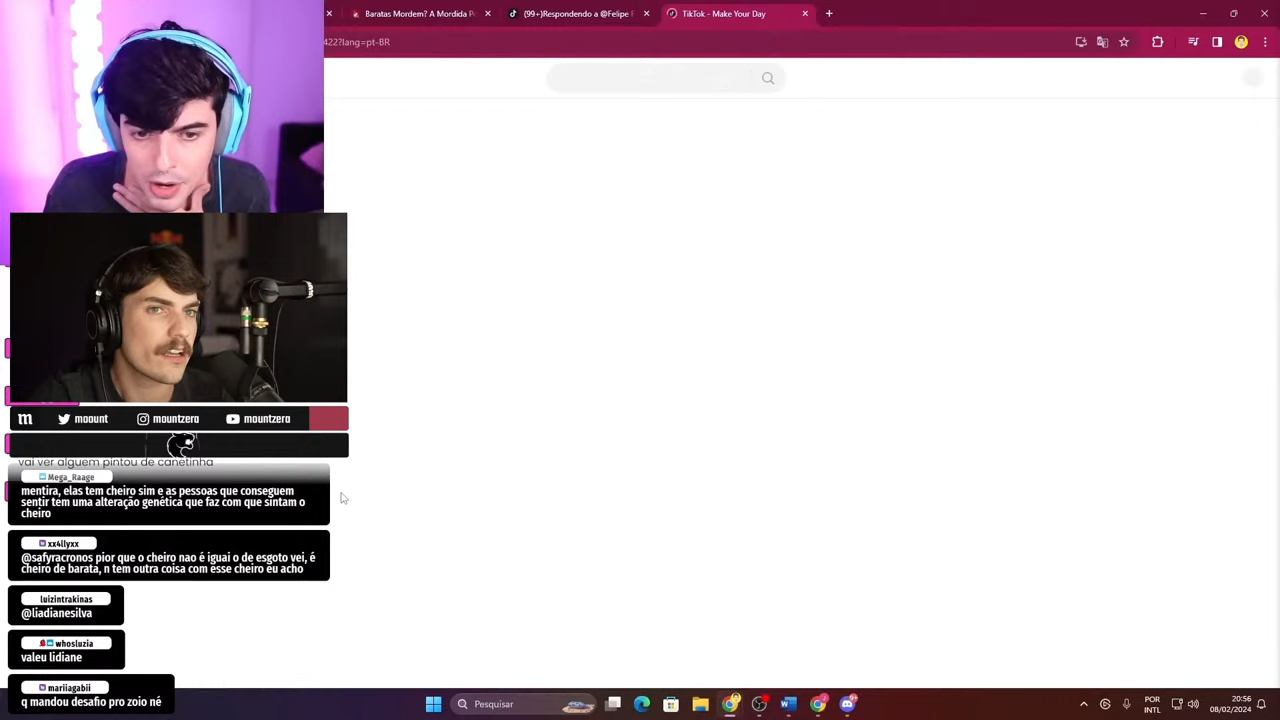 Baratas Mordem? A Mordida P
(99+)Respondendo a @Felipe F
TikTok - Make Your Day
422?lang=pt-BR
m
moount
mountzera
mountzera
vai ver alguem pintou de canetinha
Mega_Raage
mentira, elas tem cheiro sim e as pessoas que conseguem
sentir tem uma alteração genética que faz com que sintam o
cheiro
xx4llyxx
@safyracronos pior que o cheiro nao é iguai o de esgoto vei, é
cheiro de barata, n tem outra coisa com esse cheiro eu acho
luizintrakinas
@liadianesilva
whosluzia
valeu lidiane
mariiagabii
q mandou desafio pro zoio né
Pesquisar
POR
INTL
20:56
08/02/2024